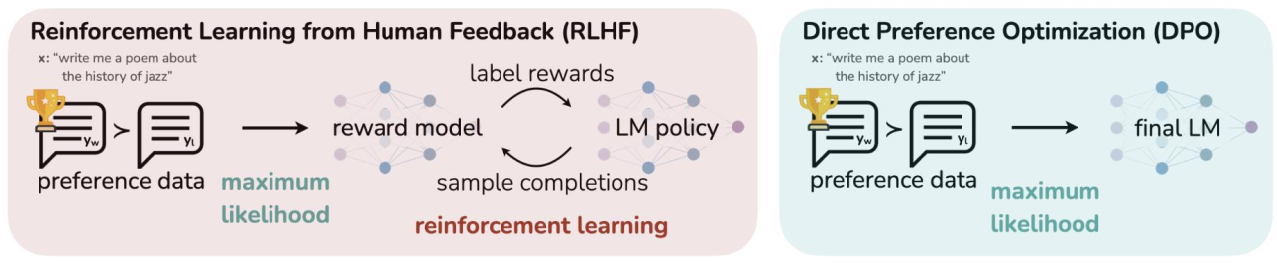 Reinforcement Learning from Human Feedback (RLHF)
x: “write me a poem about
the history of jazz”
label rewards
yw
>
yl
reward model
LM policy
preference data
maximum
likelihood
sample completions
reinforcement learning
Direct Preference Optimization (DPO)
x: “write me a poem about
the history of jazz”
yw
>
yl
final LM
preference data
maximum
likelihood